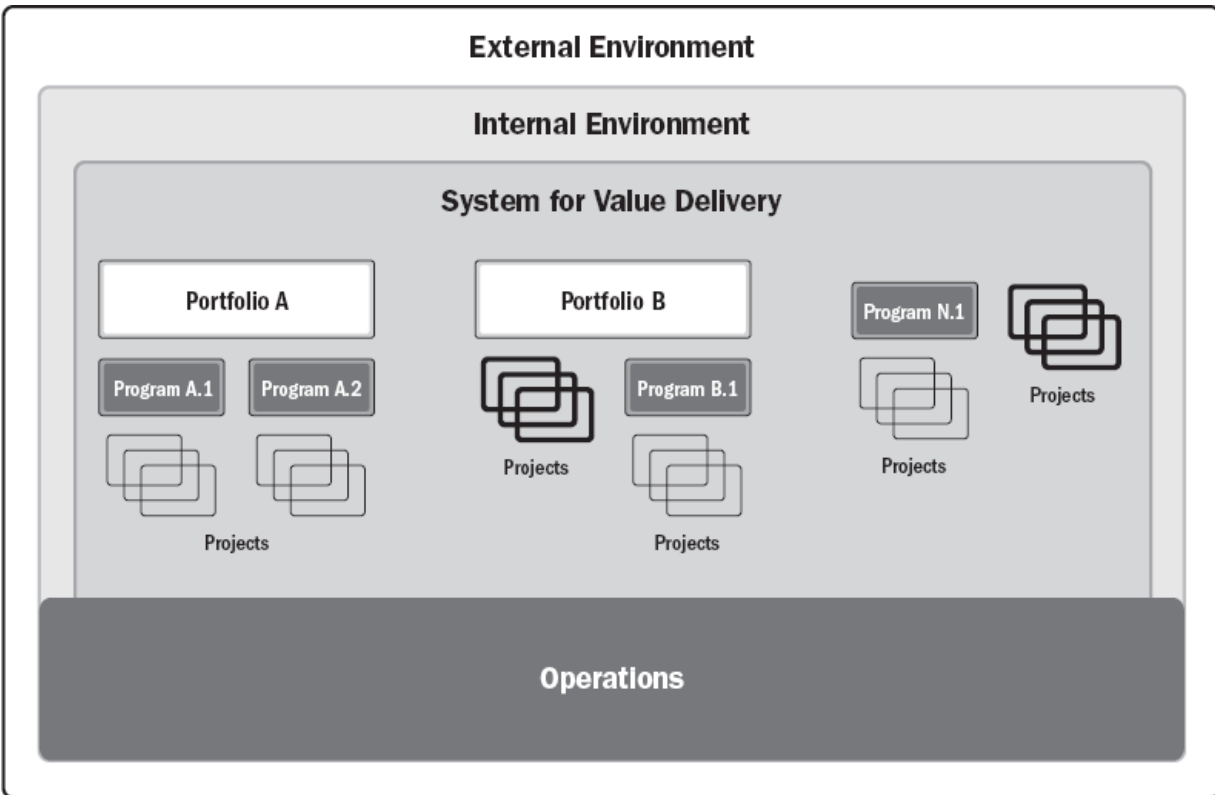 External Environment
Internal Environment
System for Value Delivery
Portfolio A
Portfolio B
Program N.1
Projects
Program A.1
Program A.2
Program B.1
Projects
Projects
Projects
Projects
Operations